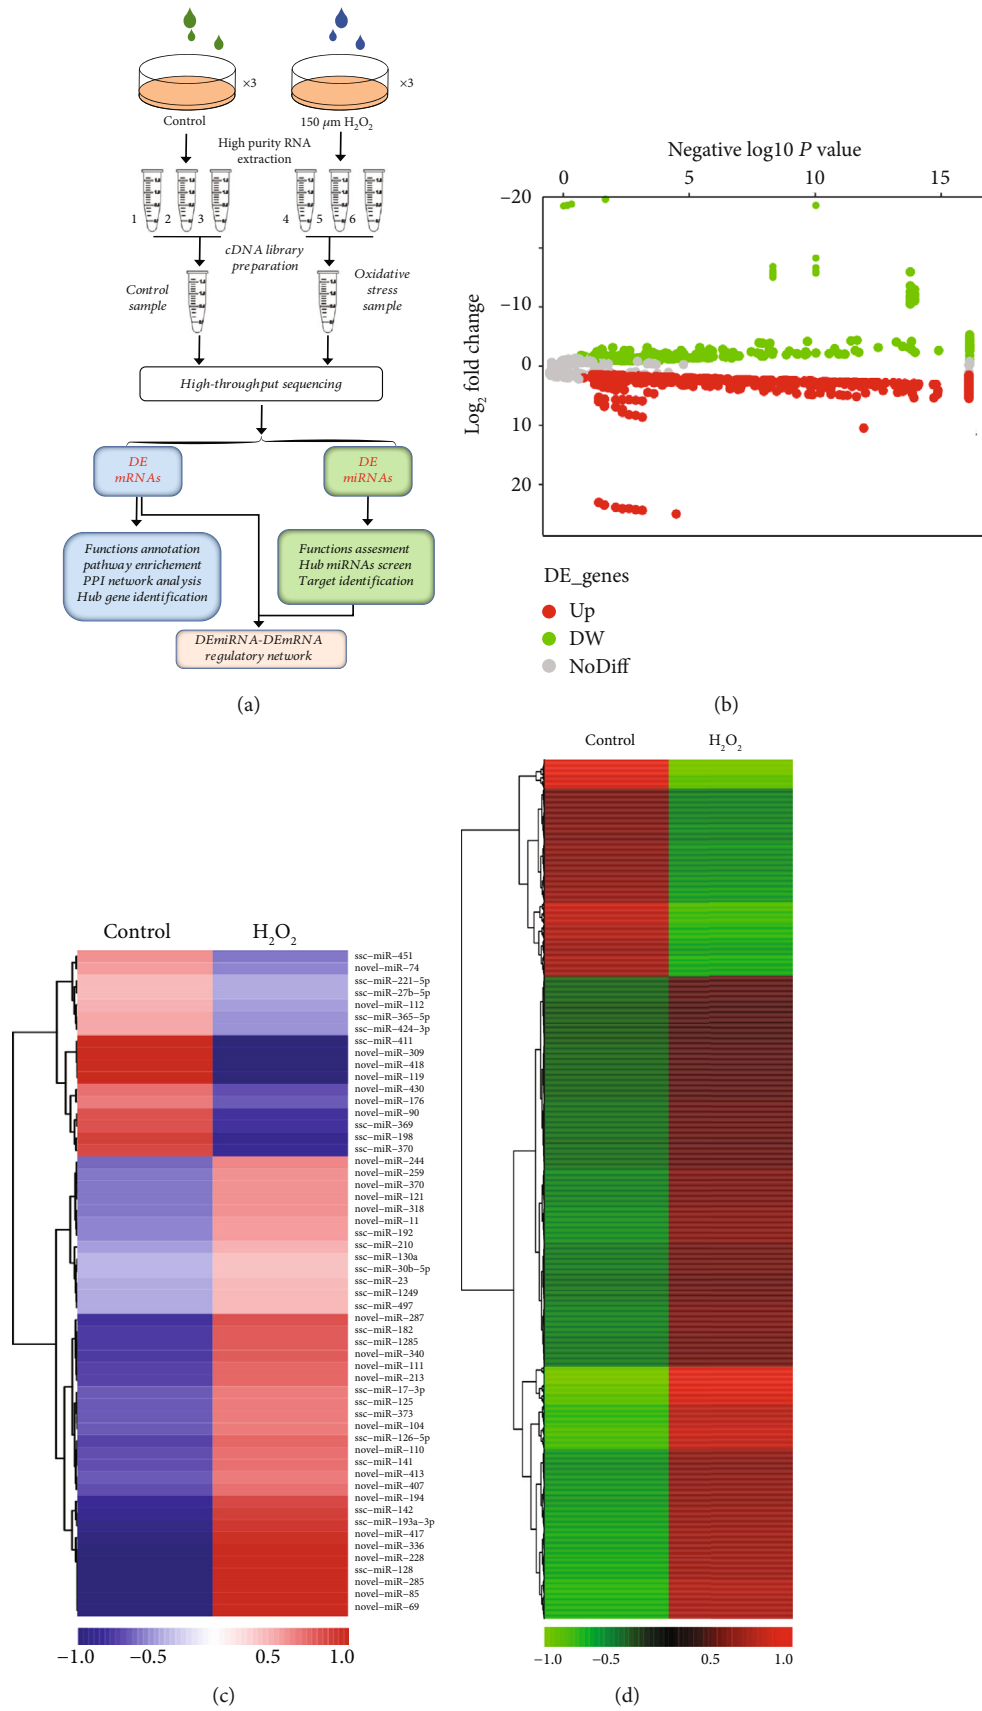 ×3
×3
Control
150 μm H₂O₂
High purity RNA
extraction
1 2 3 4 5 6
cDNA library
preparation
Control
sample
Oxidative
stress
sample
High-throughput sequencing
DE
mRNAs
DE
miRNAs
Functions annotation
pathway enrichement
PPI network analysis
Hub gene identification
Functions assesment
Hub miRNAs screen
Target identification
DEmiRNA-DEmRNA
regulatory network
(a)
Negative log10 P value
0 5 10 15
−20
−10
0
10
20
Log₂ fold change
DE_genes
Up
DW
NoDiff
(b)
Control H₂O₂
ssc−miR−451
novel−miR−74
ssc−miR−221−5p
ssc−miR−27b−5p
novel−miR−112
ssc−miR−365−5p
ssc−miR−424−3p
ssc−miR−411
novel−miR−309
novel−miR−418
novel−miR−119
novel−miR−430
novel−miR−176
novel−miR−90
ssc−miR−369
ssc−miR−198
ssc−miR−370
novel−miR−244
novel−miR−259
novel−miR−370
novel−miR−121
novel−miR−318
novel−miR−11
ssc−miR−192
ssc−miR−210
ssc−miR−130a
ssc−miR−30b−5p
ssc−miR−23
ssc−miR−1249
ssc−miR−497
novel−miR−287
ssc−miR−182
ssc−miR−1285
novel−miR−340
novel−miR−111
novel−miR−213
ssc−miR−17−3p
ssc−miR−125
ssc−miR−373
novel−miR−104
ssc−miR−126−5p
novel−miR−110
ssc−miR−141
novel−miR−413
novel−miR−407
novel−miR−194
ssc−miR−142
ssc−miR−193a−3p
novel−miR−417
novel−miR−336
novel−miR−228
ssc−miR−128
novel−miR−285
novel−miR−85
novel−miR−69
−1.0 −0.5 0.5 1.0
(c)
Control H₂O₂
−1.0 −0.5 0.5 1.0
(d)